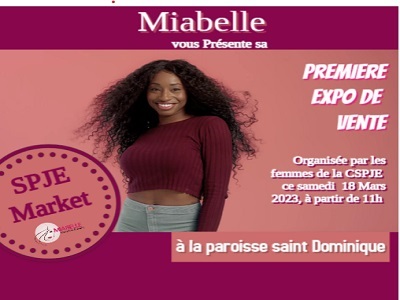 Miabelle
vous Présente sa
PREMIERE
EXPO DE
VENTE
Organisée par les
femmes de la CSPJE
ce samedi 18 Mars
2023, à partir de 11h
SPJE
Market
MIABELLE
à la paroisse saint Dominique